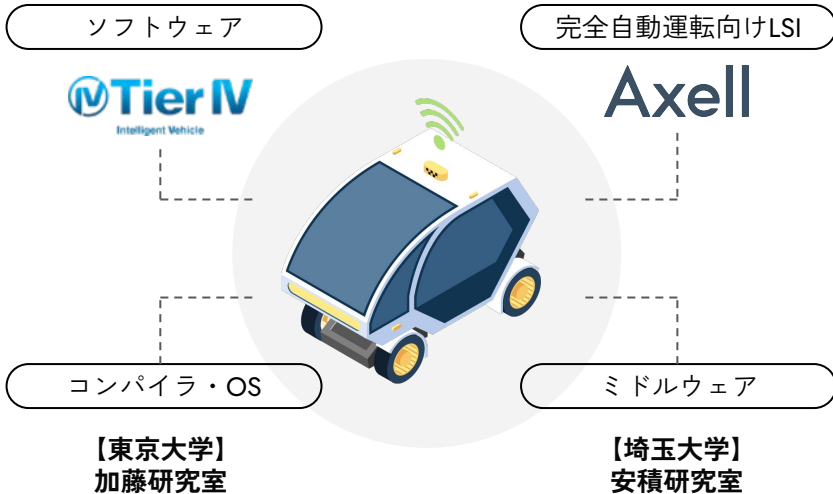 ソフトウェア
完全自動運転向けLSI
IV Tier IV
Intelligent Vehicle
Axell
コンパイラ・OS
ミドルウェア
【東京大学】
加藤研究室
【埼玉大学】
安積研究室